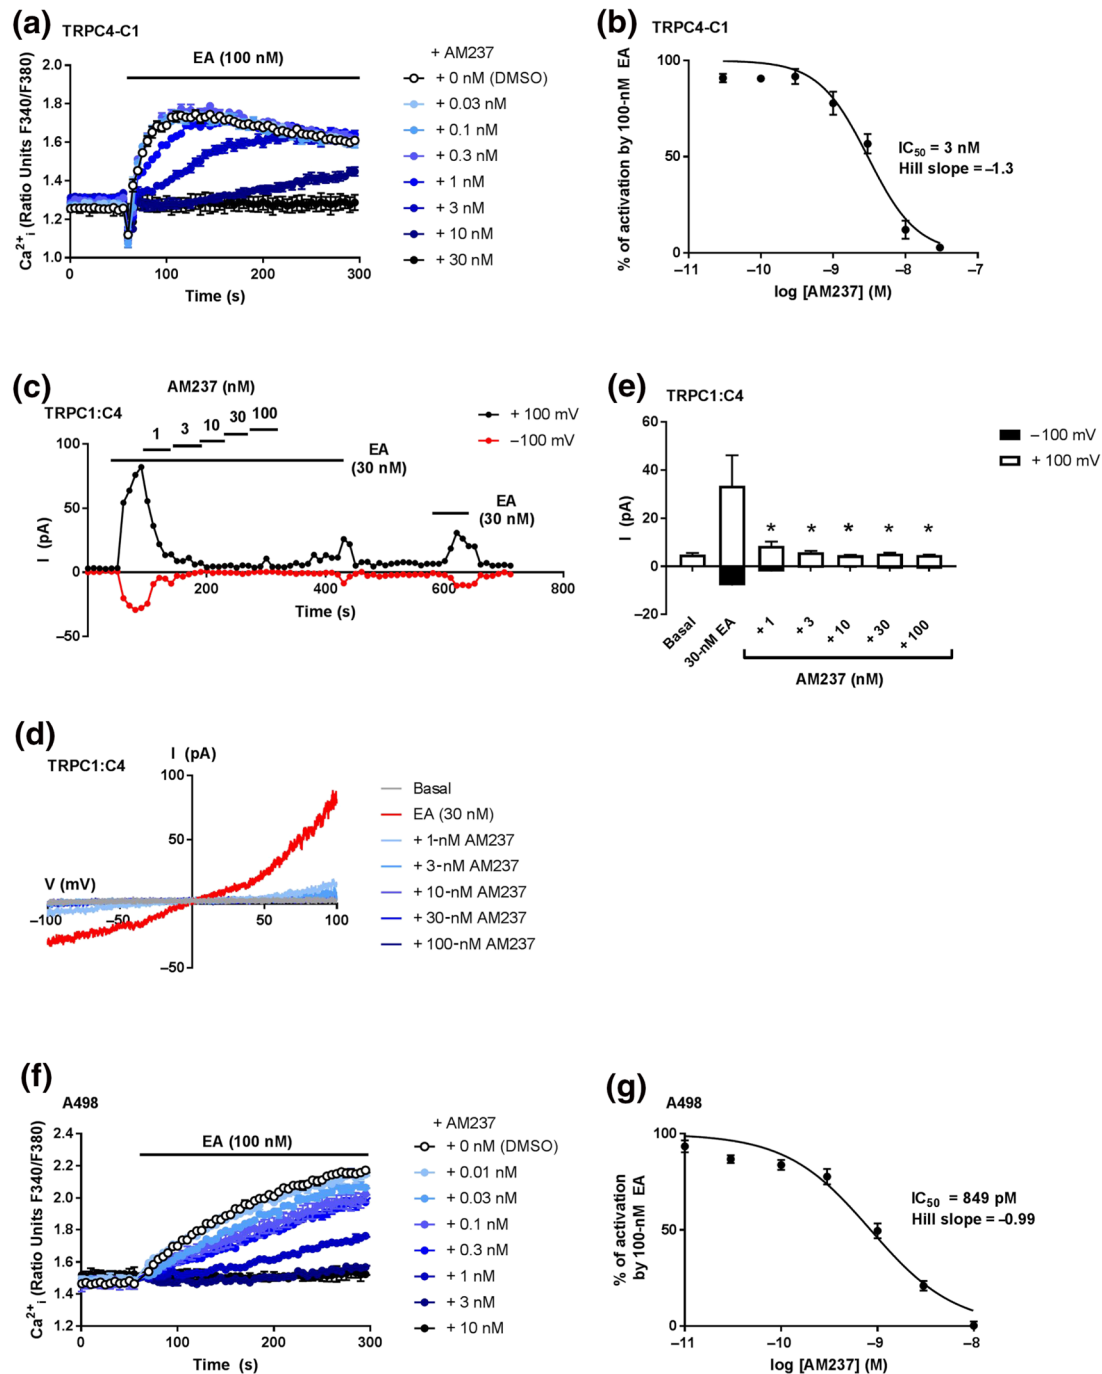 (a)
TRPC4-C1
EA (100 nM)
Ca²⁺ᵢ (Ratio Units F340/F380)
2.0
1.8
1.6
1.4
1.2
1.0
0
100
200
300
Time (s)
+ AM237
+ 0 nM (DMSO)
+ 0.03 nM
+ 0.1 nM
+ 0.3 nM
+ 1 nM
+ 3 nM
+ 10 nM
+ 30 nM
(b)
TRPC4-C1
% of activation by 100-nM EA
100
50
0
IC₅₀ = 3 nM
Hill slope = –1.3
–11
–10
–9
–8
–7
log [AM237] (M)
(c)
TRPC1:C4
AM237 (nM)
1
3
10
30
100
EA
(30 nM)
EA
(30 nM)
+ 100 mV
–100 mV
I (pA)
100
50
0
–50
200
400
600
800
Time (s)
(e)
TRPC1:C4
I (pA)
60
40
20
0
–20
* * * * *
–100 mV
+ 100 mV
Basal
30-nM EA
+ 1
+ 3
+ 10
+ 30
+ 100
AM237 (nM)
(d)
TRPC1:C4
I (pA)
100
50
–50
V (mV)
–100
–50
50
100
Basal
EA (30 nM)
+ 1-nM AM237
+ 3-nM AM237
+ 10-nM AM237
+ 30-nM AM237
+ 100-nM AM237
(f)
A498
EA (100 nM)
Ca²⁺ᵢ (Ratio Units F340/F380)
2.4
2.2
2.0
1.8
1.6
1.4
1.2
0
100
200
300
Time (s)
+ AM237
+ 0 nM (DMSO)
+ 0.01 nM
+ 0.03 nM
+ 0.1 nM
+ 0.3 nM
+ 1 nM
+ 3 nM
+ 10 nM
(g)
A498
% of activation
by 100-nM EA
100
50
0
IC₅₀ = 849 pM
Hill slope = –0.99
–11
–10
–9
–8
log [AM237] (M)